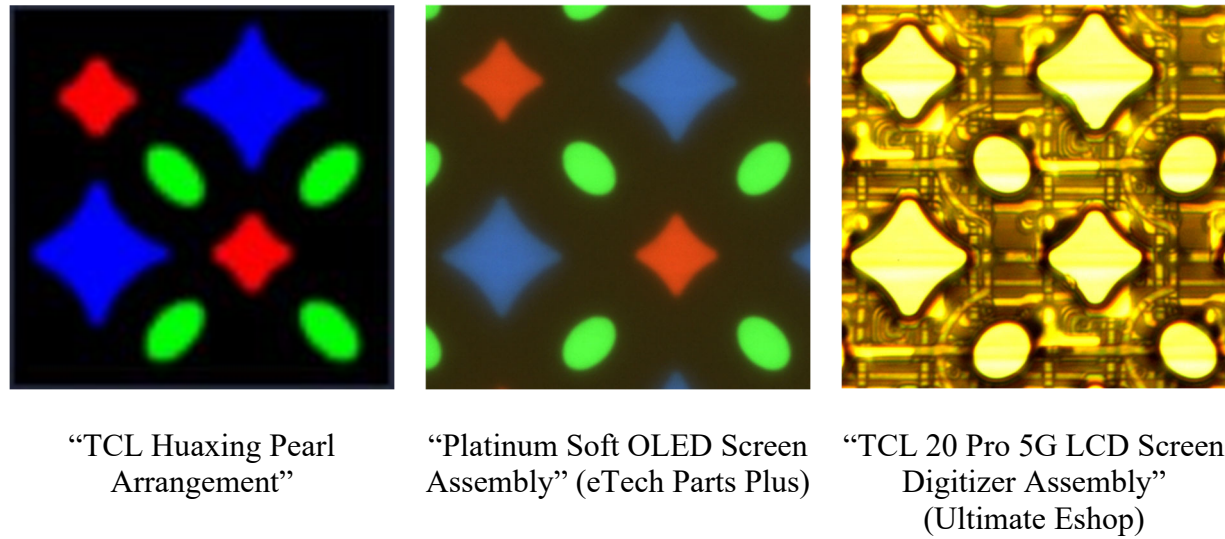 “TCL Huaxing Pearl
Arrangement”
“Platinum Soft OLED Screen
Assembly” (eTech Parts Plus)
“TCL 20 Pro 5G LCD Screen
Digitizer Assembly”
(Ultimate Eshop)